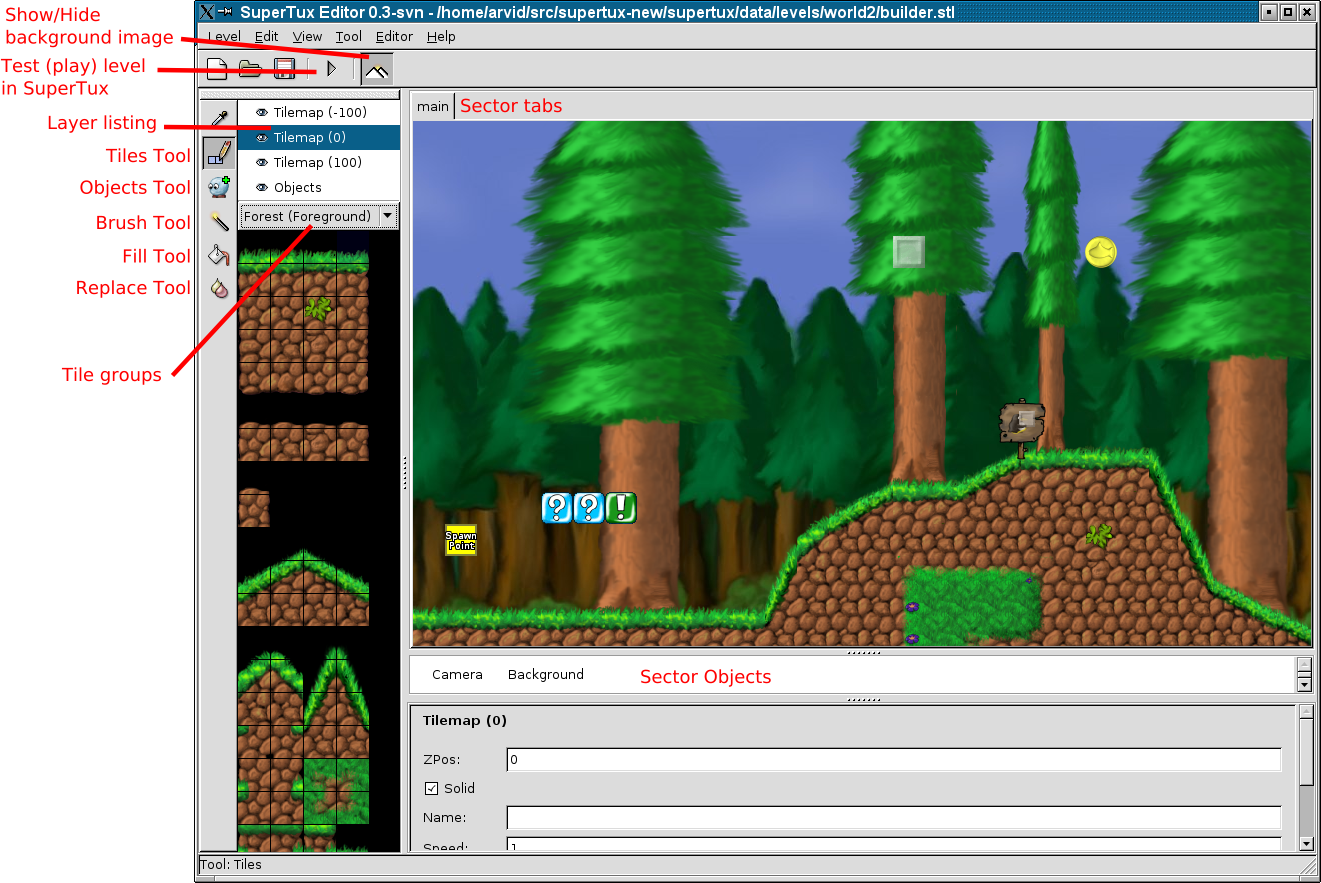 Show/Hide
background image
Test (play) level
in SuperTux
Layer listing
Tiles Tool
Objects Tool
Brush Tool
Fill Tool
Replace Tool
Tile groups
SuperTux Editor 0.3-svn - /home/arvid/src/supertux-new/supertux/data/levels/world2/builder.stl
Level Edit View Tool Editor Help
Tilemap (-100)
Tilemap (0)
Tilemap (100)
Objects
Forest (Foreground)
main
Sector tabs
? ? !
Spawn
Point
Camera Background
Sector Objects
Tilemap (0)
ZPos: 0
Solid
Name:
Speed: 1
Tool: Tiles